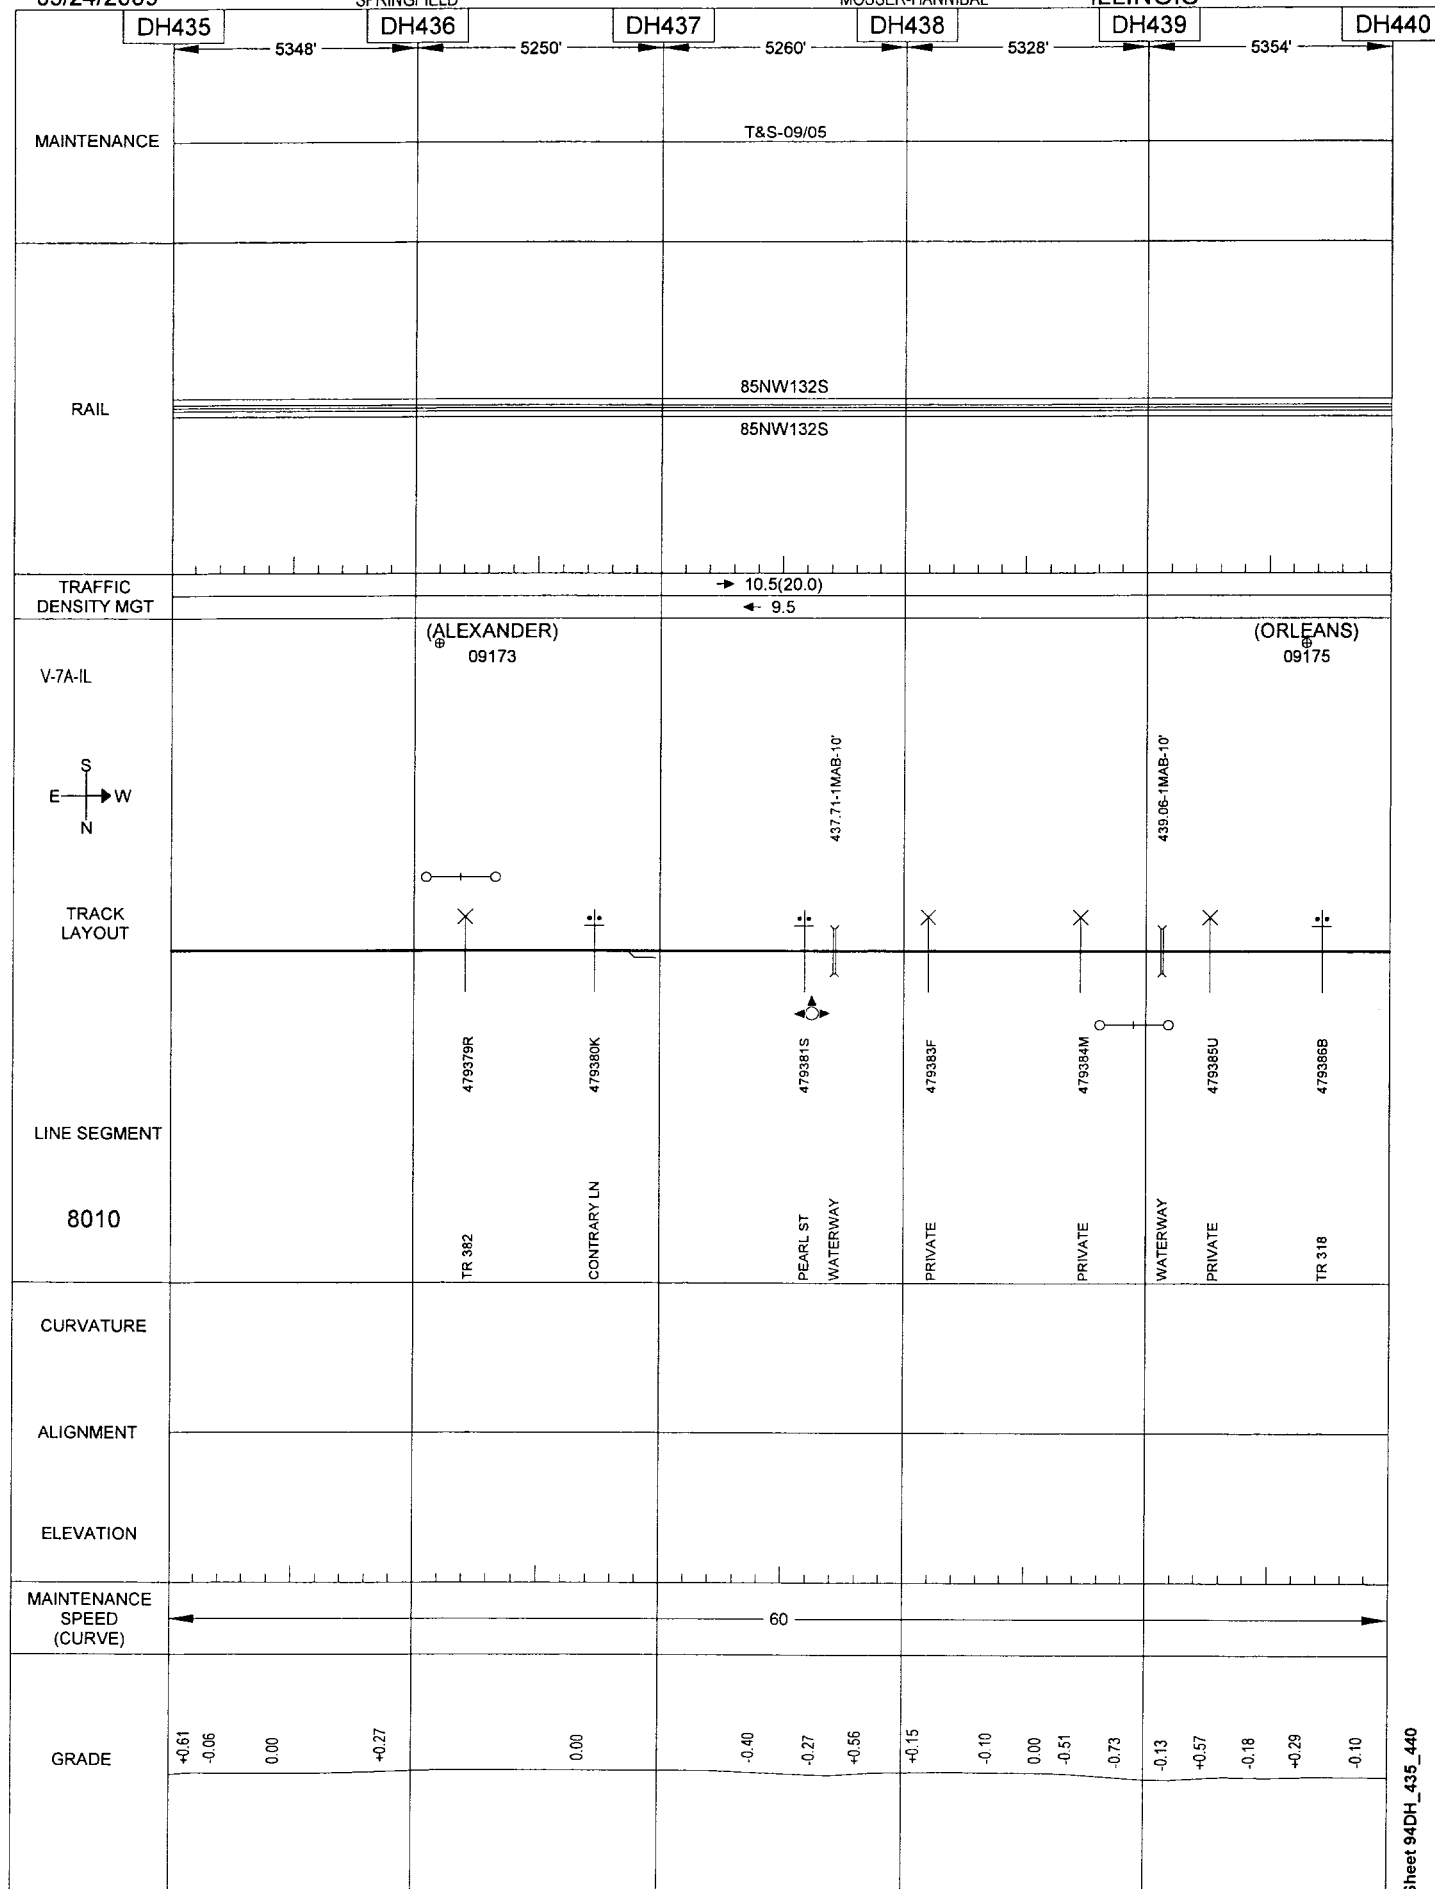 SPRINGFIELD MOSSER-HANNIBAL ILLINOIS
DH435 DH436 DH437 DH438 DH439 DH440
5348' 5250' 5260' 5328' 5354'
MAINTENANCE
T&S-09/05
RAIL
85NW132S
85NW132S
TRAFFIC
DENSITY MGT
10.5(20.0)
9.5
(ALEXANDER)
09173
(ORLEANS)
09175
V-7A-IL
S
E W
N
437.71-1MAB-10'
439.06-1MAB-10'
TRACK
LAYOUT
479379R
479380K
479381S
479383F
479384M
479385U
479386B
LINE SEGMENT
8010
TR 382
CONTRARY LN
PEARL ST
WATERWAY
PRIVATE
PRIVATE
WATERWAY
PRIVATE
TR 318
CURVATURE
ALIGNMENT
ELEVATION
MAINTENANCE
SPEED
(CURVE)
60
GRADE
+0.61
-0.06
0.00
+0.27
0.00
-0.40
-0.27
+0.56
+0.15
-0.10
0.00
-0.51
-0.73
-0.13
+0.57
-0.18
+0.29
-0.10
Sheet 94DH_435_440